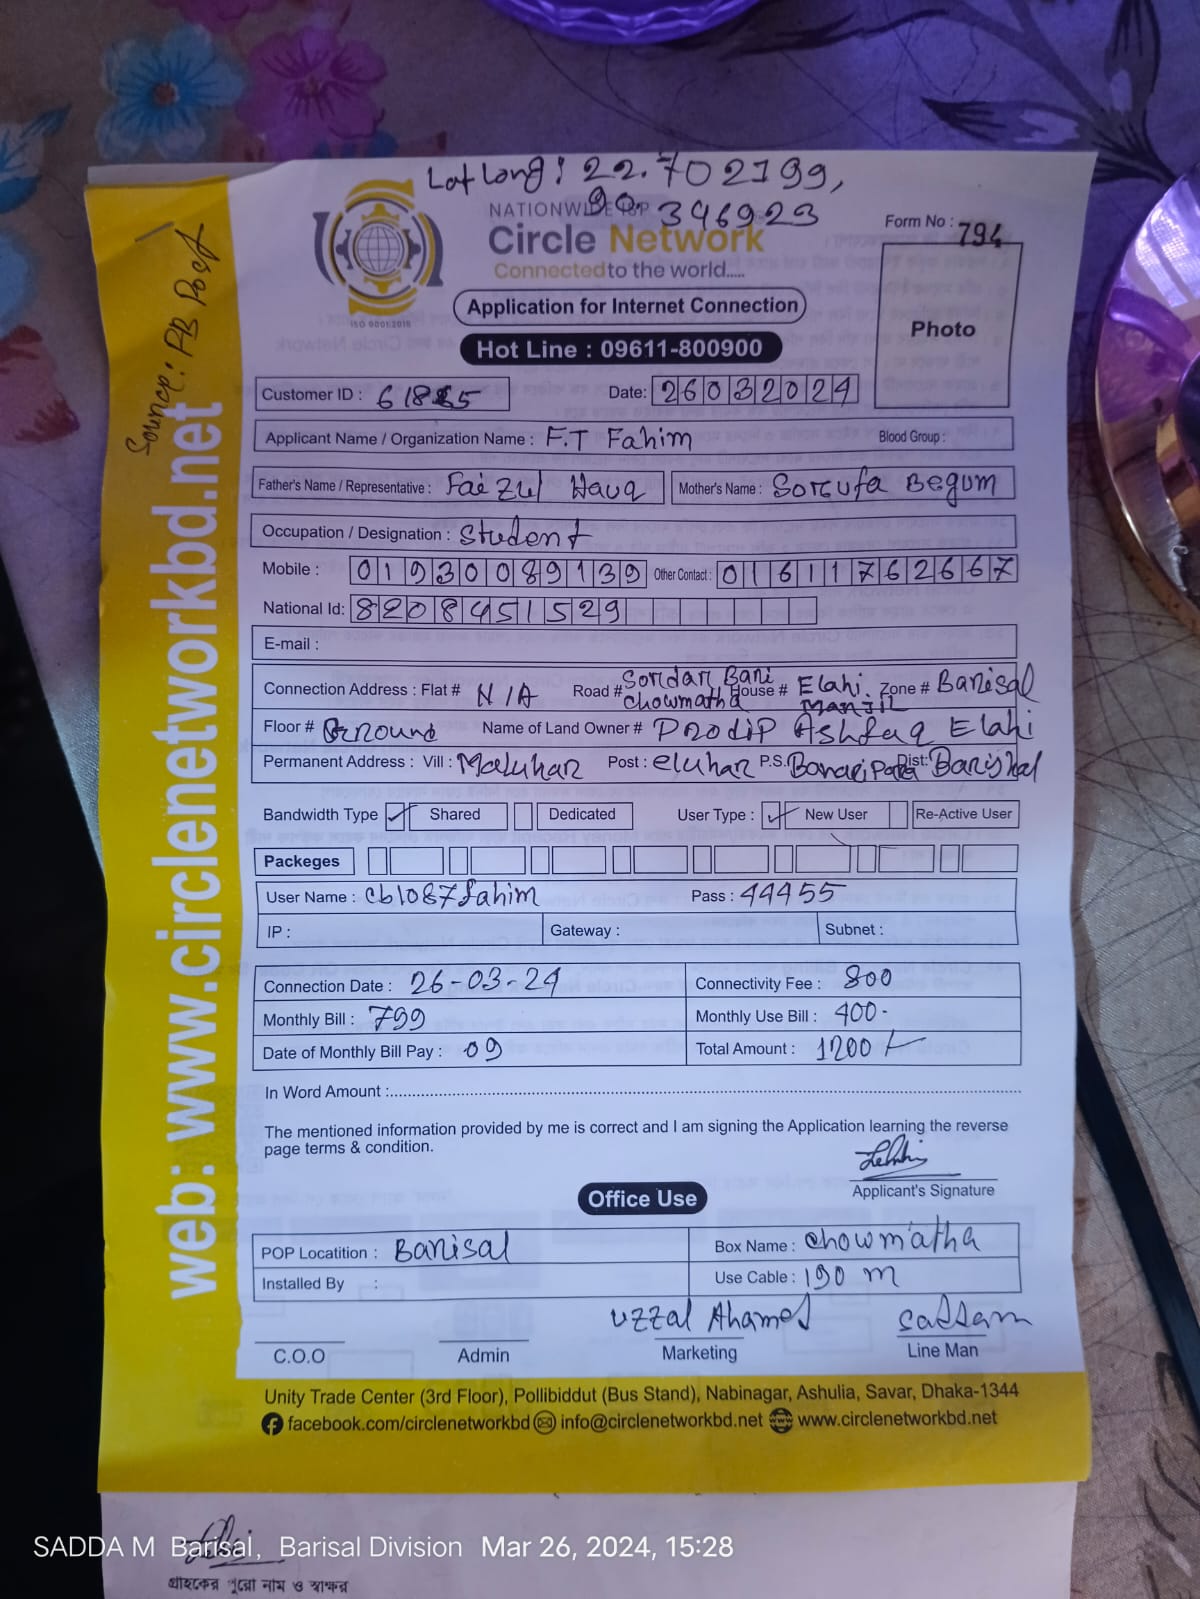 Lat Long: 22.702199,
90.346923
NATIONWIDE ISP
Circle Network
Connected to the world.....
ISO 9001:2015
Form No : 794
Photo
Application for Internet Connection
Hot Line : 09611-800900
Source: PB Post
web: www.circlenetworkbd.net
Customer ID : 61885 Date: 26032024
Applicant Name / Organization Name : F.T Fahim Blood Group :
Father's Name / Representative : Faizul Hauq Mother's Name : Sorufa Begum
Occupation / Designation : Student
Mobile : 01930089139 Other Contact : 01611762667
National Id: 8208451529
E-mail :
Connection Address : Flat # N/A Road # Sordar Bari Chowmatha House # Elahi Manjil Zone # Barisal
Floor # Ground Name of Land Owner # Prodip Ashfaq Elahi
Permanent Address : Vill : Maluhar Post : eluhar P.S. Banari Para Dist: Barishal
Bandwidth Type Shared Dedicated User Type : New User Re-Active User
Packeges
User Name : cb1087fahim Pass : 44455
IP : Gateway : Subnet :
Connection Date : 26-03-24 Connectivity Fee : 800
Monthly Bill : 799 Monthly Use Bill : 400-
Date of Monthly Bill Pay : 09 Total Amount : 1200/-
In Word Amount :
The mentioned information provided by me is correct and I am signing the Application learning the reverse
page terms & condition.
Applicant's Signature
Office Use
POP Locatition : Barisal Box Name : Chowmatha
Installed By : Use Cable : 190 m
Uzzal Ahamed Saddam
C.O.O Admin Marketing Line Man
Unity Trade Center (3rd Floor), Pollibiddut (Bus Stand), Nabinagar, Ashulia, Savar, Dhaka-1344
facebook.com/circlenetworkbd info@circlenetworkbd.net www.circlenetworkbd.net
SADDA M Barisal, Barisal Division Mar 26, 2024, 15:28
গ্রাহকের পুরো নাম ও স্বাক্ষর